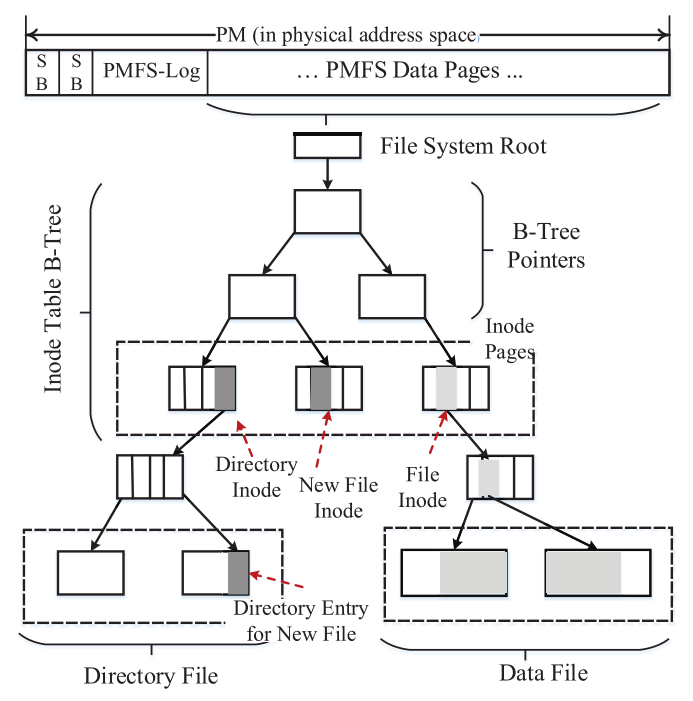 PM (in physical address space
S
B
S
B
PMFS-Log
... PMFS Data Pages ...
File System Root
Inode Table B-Tree
B-Tree
Pointers
Inode
Pages
Directory
Inode
New File
Inode
File
Inode
Directory Entry
for New File
Directory File
Data File